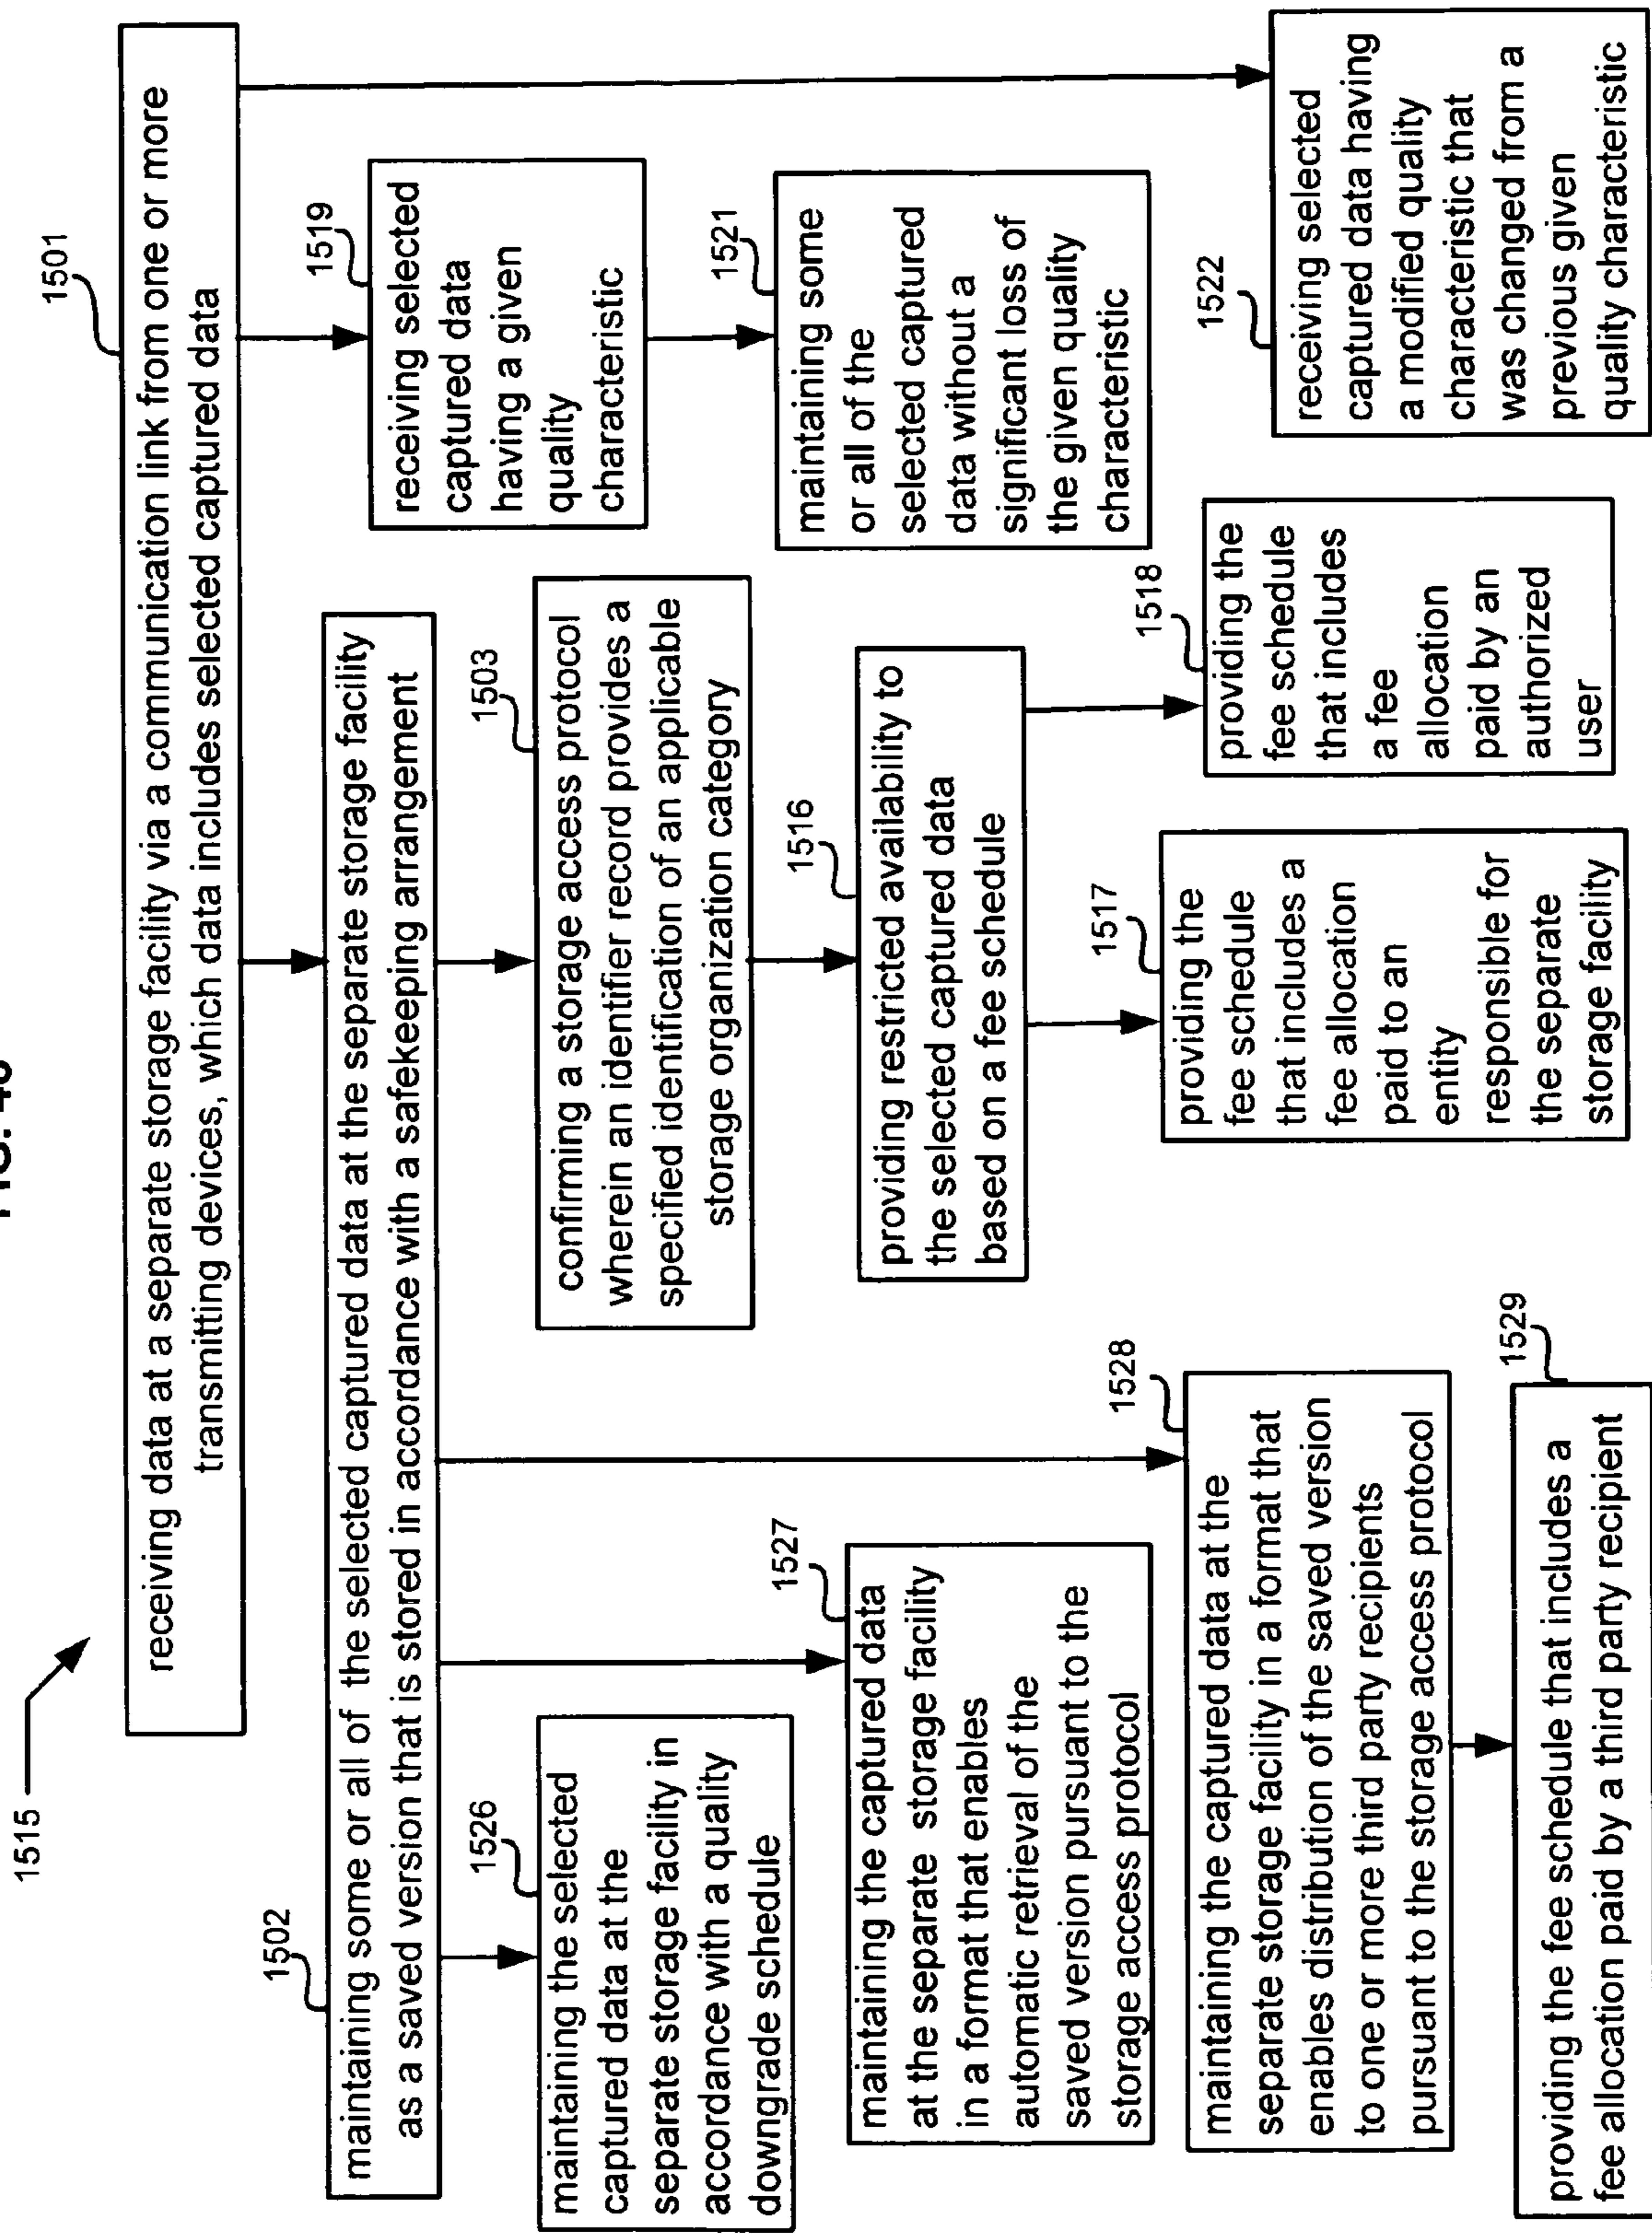 FIG.
1515
1501
receiving data at a separate storage facility via a communication link from one or more
transmitting devices, which data includes selected captured data
1502
maintaining some or all of the selected captured data at the separate storage facility
as a saved version that is stored in accordance with a safekeeping arrangement
1526
maintaining the selected
captured data at the
separate storage facility in
accordance with a quality
downgrade schedule
1527
maintaining the captured data
at the separate storage facility
in a format that enables
automatic retrieval of the
saved version pursuant to the
storage access protocol
1528
maintaining the captured data at the
separate storage facility in a format that
enables distribution of the saved version
to one or more third party recipients
pursuant to the storage access protocol
1529
providing the fee schedule that includes a
fee allocation paid by a third party recipient
1503
confirming a storage access protocol
wherein an identifier record provides a
specified identification of an applicable
storage organization category
1516
providing restricted availability to
the selected captured data
based on a fee schedule
1517
providing the
fee schedule
that includes a
fee allocation
paid to an
entity
responsible for
the separate
storage facility
1518
providing the
fee schedule
that includes
a fee
allocation
paid by an
authorized
user
1519
receiving selected
captured data
having a given
quality
characteristic
1521
maintaining some
or all of the
selected captured
data without a
significant loss of
the given quality
characteristic
1522
receiving selected
captured data having
a modified quality
characteristic that
was changed from a
previous given
quality characteristic